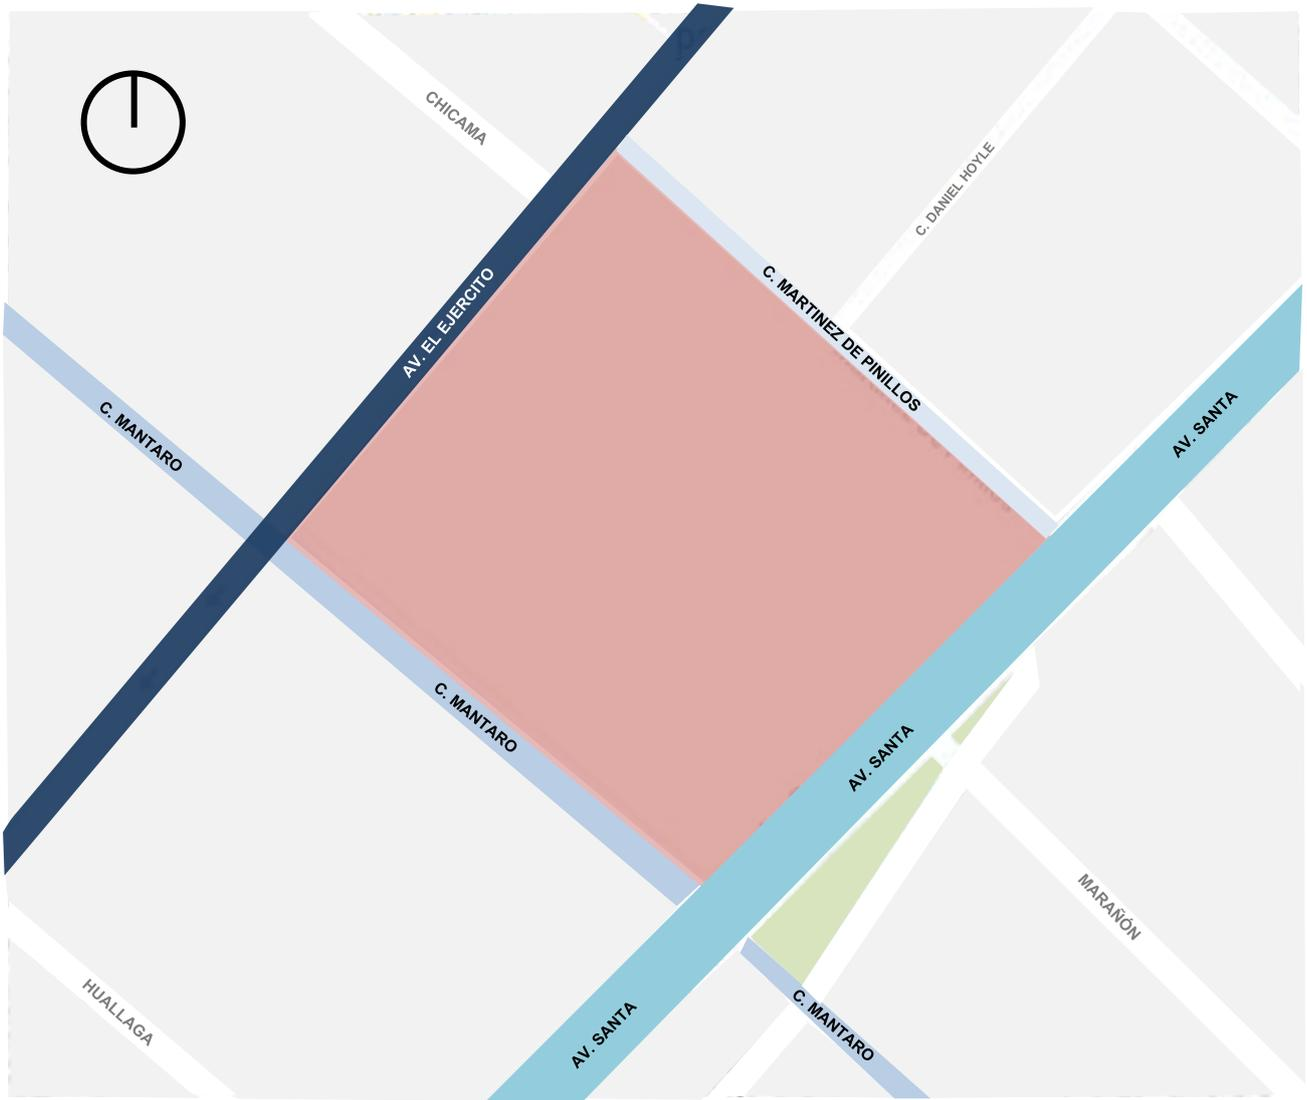 CHICAMA
C. DANIEL HOYLE
AV. EL EJERCITO
C. MARTINEZ DE PINILLOS
C. MANTARO
AV. SANTA
C. MANTARO
AV. SANTA
MARAÑÓN
HUALLAGA
AV. SANTA
C. MANTARO